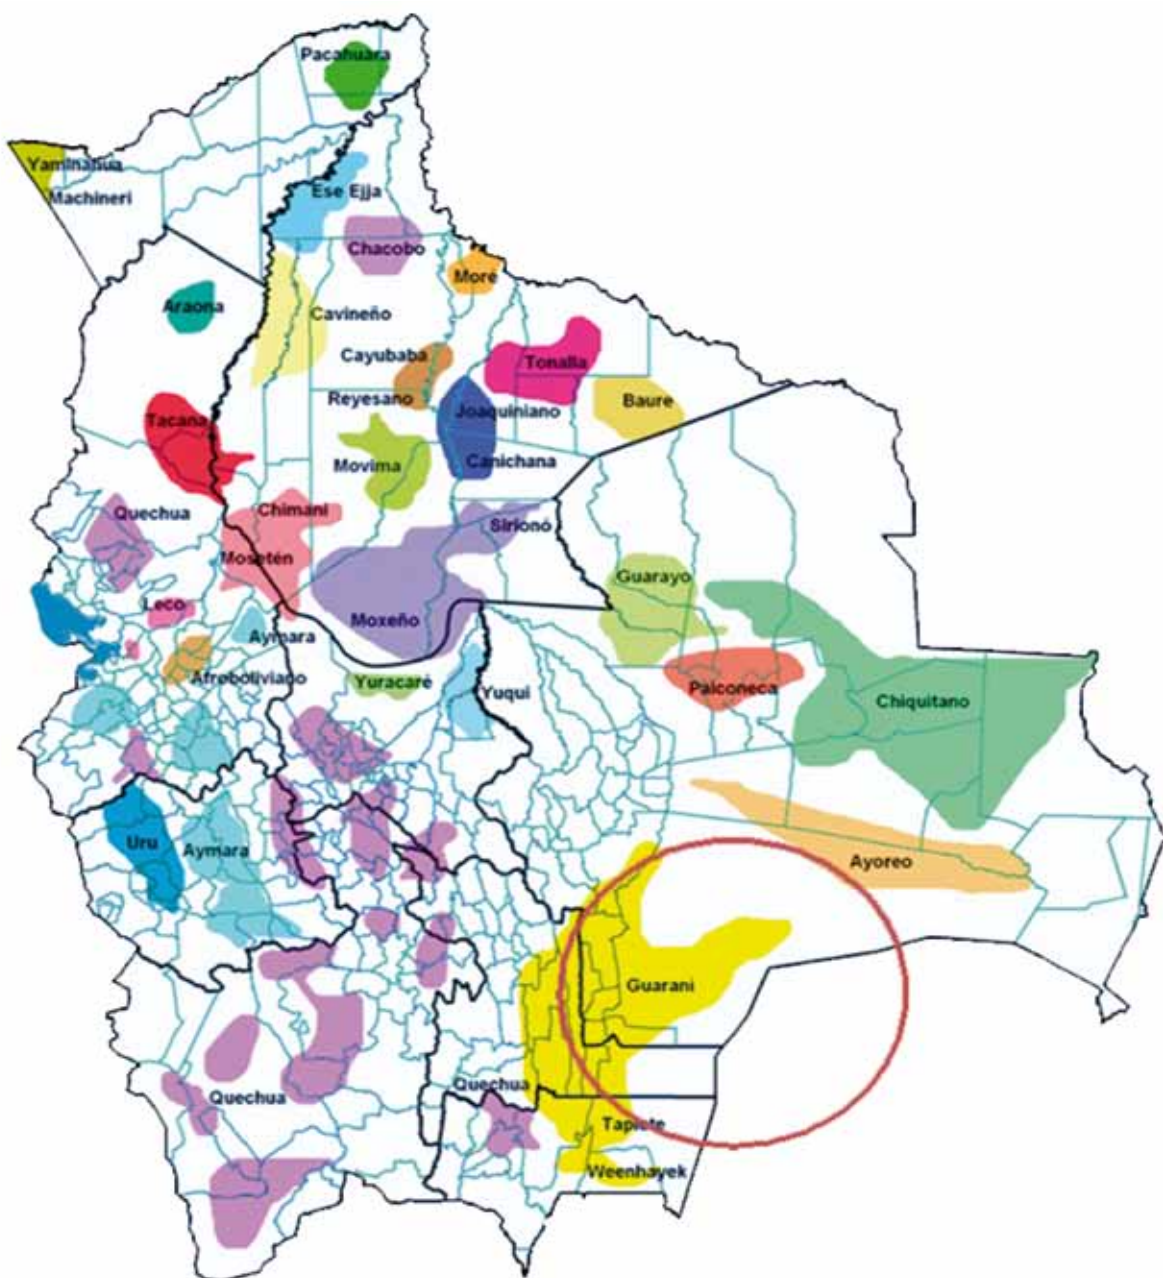 Pacahuara
Yaminahua
Machineri
Ese Ejja
Chacobo
More
Araona
Cavineño
Cayubaba
Tonalla
Reyesano
Baure
Joaquiniano
Tacana
Movima
Canichana
Quechua
Chimani
Sirionó
Mosetén
Guarayo
Leco
Moxeño
Aymara
Afroboliviano
Yuracaré
Yuqui
Paiconeca
Chiquitano
Uru
Aymara
Ayoreo
Guarani
Quechua
Quechua
Tapiete
Weenhayek